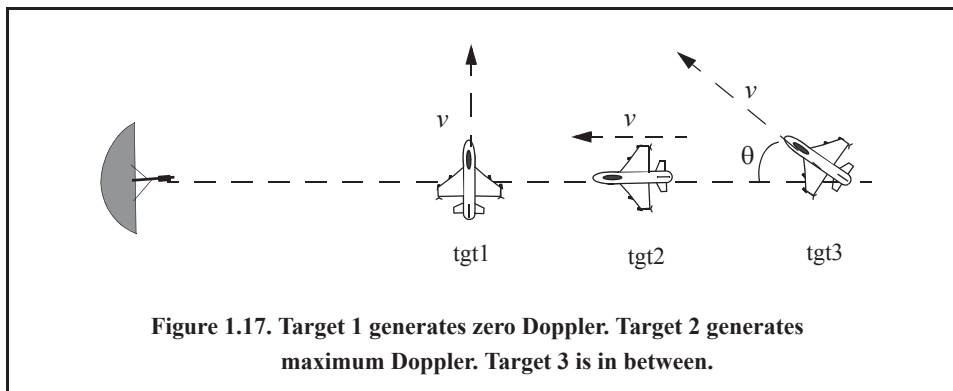 v
v
v
θ
tgt1
tgt2
tgt3
Figure 1.17. Target 1 generates zero Doppler. Target 2 generates
maximum Doppler. Target 3 is in between.